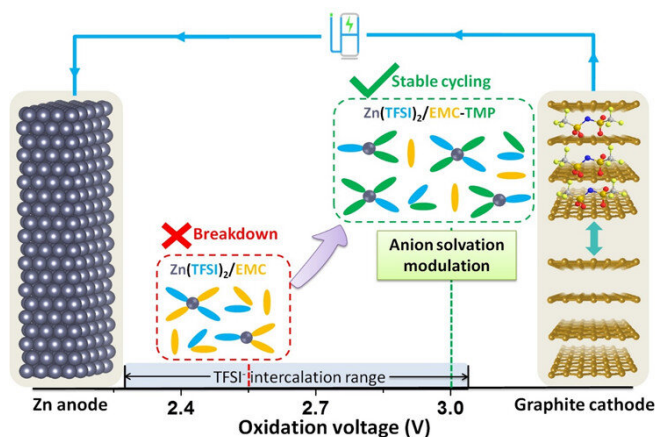 Stable cycling
Zn(TFSI)₂/EMC-TMP
Breakdown
Zn(TFSI)₂/EMC
Anion solvation
modulation
TFSI⁻ intercalation range
Zn anode
2.4
2.7
3.0
Graphite cathode
Oxidation voltage (V)